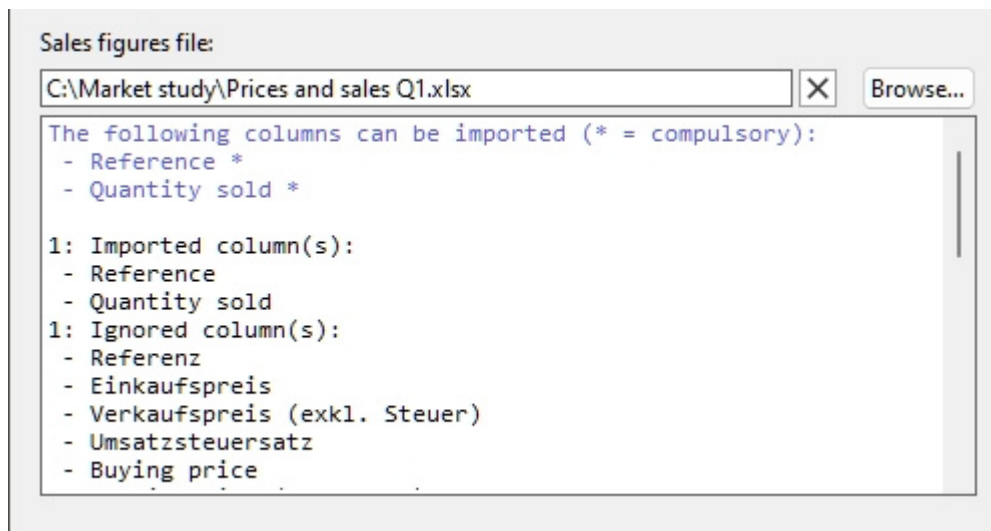 Sales figures file:
C:\Market study\Prices and sales Q1.xlsx
Browse...
The following columns can be imported (* = compulsory):
- Reference *
- Quantity sold *
1: Imported column(s):
- Reference
- Quantity sold
1: Ignored column(s):
- Referenz
- Einkaufspreis
- Verkaufspreis (exkl. Steuer)
- Umsatzsteuersatz
- Buying price